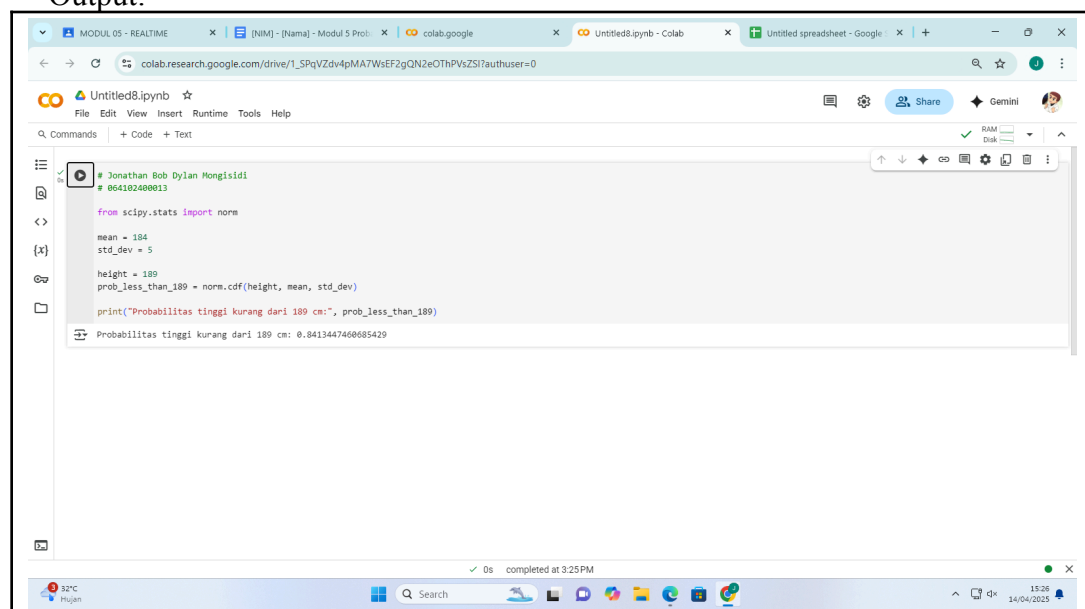 Output:
MODUL 05 - REALTIME
[NIM] - [Nama] - Modul 5 Prob
colab.google
Untitled8.ipynb - Colab
Untitled spreadsheet - Google
colab.research.google.com/drive/1_SPqVZdv4pMA7WsEF2gQN2eOThPVsZSI?authuser=0
Untitled8.ipynb
Share
Gemini
File Edit View Insert Runtime Tools Help
Commands + Code + Text
RAM
Disk
0s
# Jonathan Bob Dylan Mongisidi
# 064102400013
from scipy.stats import norm
mean = 184
std_dev = 5
height = 189
prob_less_than_189 = norm.cdf(height, mean, std_dev)
print("Probabilitas tinggi kurang dari 189 cm:", prob_less_than_189)
Probabilitas tinggi kurang dari 189 cm: 0.8413447460685429
0s completed at 3:25 PM
3
32°C
Hujan
Search
15:26
14/04/2025